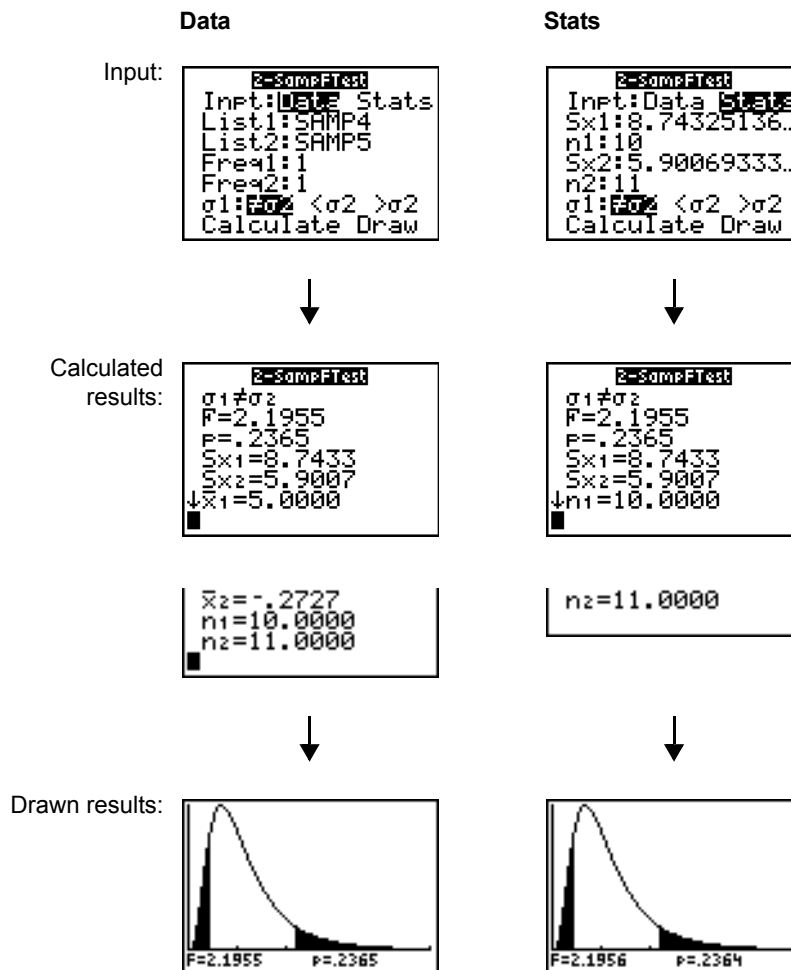 Data
Stats
Input:
2-SampFTest
Inpt:Data Stats
List1:SAMP4
List2:SAMP5
Freq1:1
Freq2:1
σ1:≠σ2 <σ2 >σ2
Calculate Draw
2-SampFTest
Inpt:Data Stats
Sx1:8.74325136…
n1:10
Sx2:5.90069333…
n2:11
σ1:≠σ2 <σ2 >σ2
Calculate Draw
Calculated
results:
2-SampFTest
σ1≠σ2
F=2.1955
p=.2365
Sx1=8.7433
Sx2=5.9007
↓x̄1=5.0000
2-SampFTest
σ1≠σ2
F=2.1955
p=.2365
Sx1=8.7433
Sx2=5.9007
↓n1=10.0000
x̄2=-.2727
n1=10.0000
n2=11.0000
n2=11.0000
Drawn results:
F=2.1955 p=.2365
F=2.1956 p=.2364